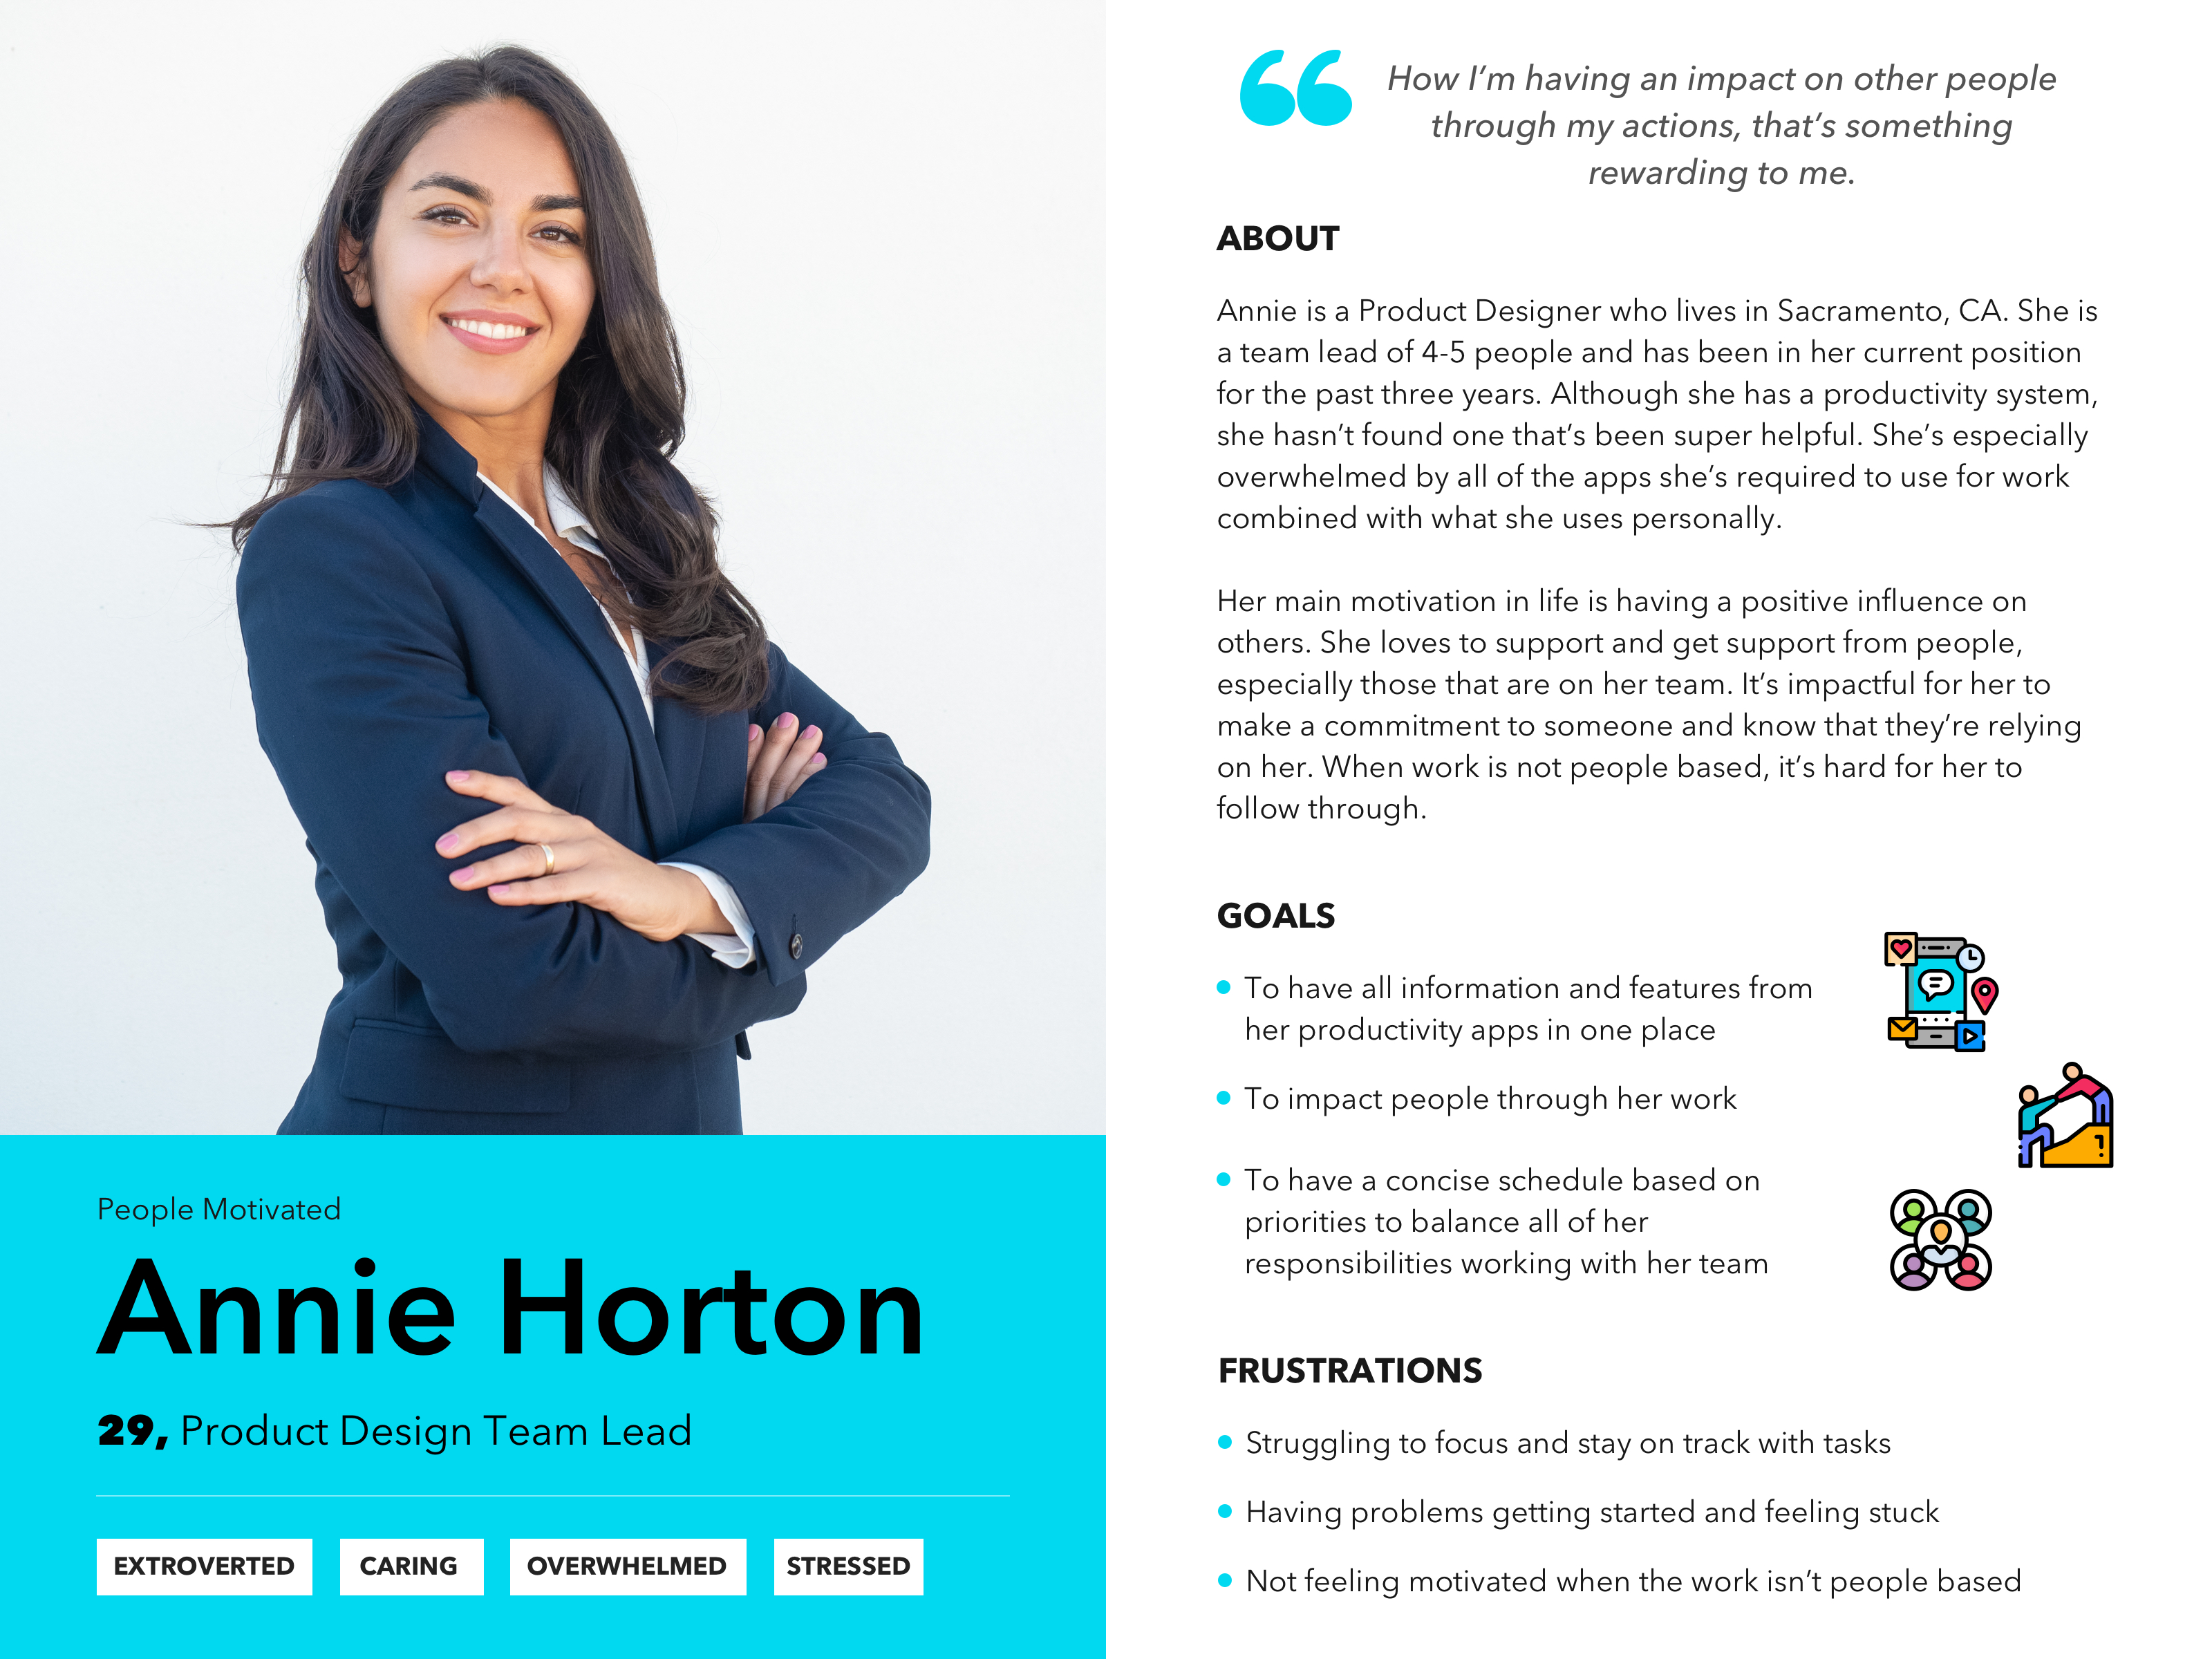 How I’m having an impact on other people
through my actions, that’s something
rewarding to me.
ABOUT
Annie is a Product Designer who lives in Sacramento, CA. She is
a team lead of 4-5 people and has been in her current position
for the past three years. Although she has a productivity system,
she hasn’t found one that’s been super helpful. She’s especially
overwhelmed by all of the apps she’s required to use for work
combined with what she uses personally.
Her main motivation in life is having a positive influence on
others. She loves to support and get support from people,
especially those that are on her team. It’s impactful for her to
make a commitment to someone and know that they’re relying
on her. When work is not people based, it’s hard for her to
follow through.
GOALS
• To have all information and features from
her productivity apps in one place
• To impact people through her work
• To have a concise schedule based on
priorities to balance all of her
responsibilities working with her team
FRUSTRATIONS
• Struggling to focus and stay on track with tasks
• Having problems getting started and feeling stuck
• Not feeling motivated when the work isn’t people based
People Motivated
Annie Horton
29, Product Design Team Lead
EXTROVERTED
CARING
OVERWHELMED
STRESSED